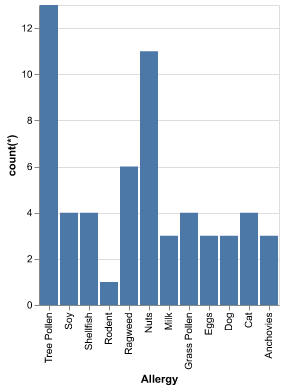 count(*)
12
10
8
6
4
2
0
Tree Pollen
Soy
Shellfish
Rodent
Ragweed
Nuts
Milk
Grass Pollen
Eggs
Dog
Cat
Anchovies
Allergy